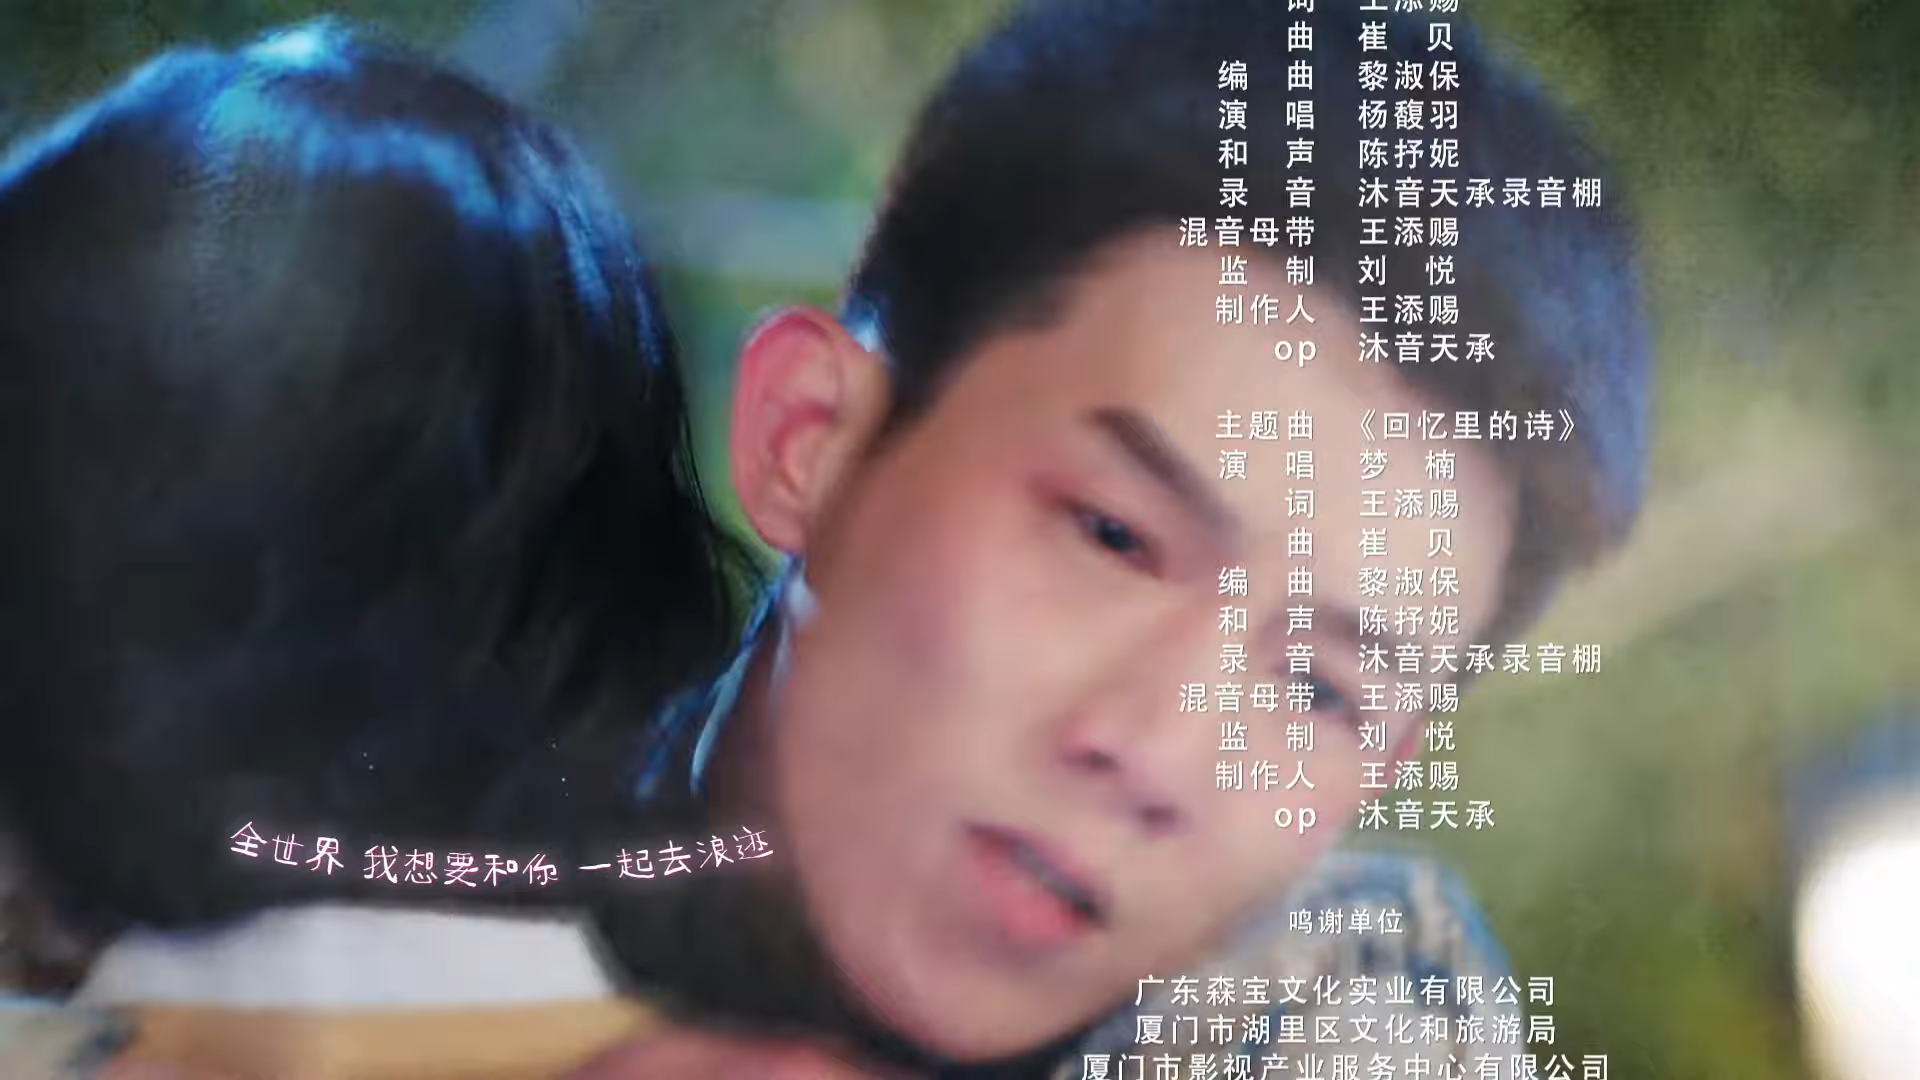 词 王添赐
曲 崔贝
编曲 黎淑保
演唱 杨馥羽
和声 陈抒妮
录音 沐音天承录音棚
混音母带 王添赐
监制 刘悦
制作人 王添赐
op 沐音天承
主题曲 《回忆里的诗》
演唱 梦楠
词 王添赐
曲 崔贝
编曲 黎淑保
和声 陈抒妮
录音 沐音天承录音棚
混音母带 王添赐
监制 刘悦
制作人 王添赐
op 沐音天承
全世界 我想要和你 一起去浪迹
鸣谢单位
广东森宝文化实业有限公司
厦门市湖里区文化和旅游局
厦门市影视产业服务中心有限公司